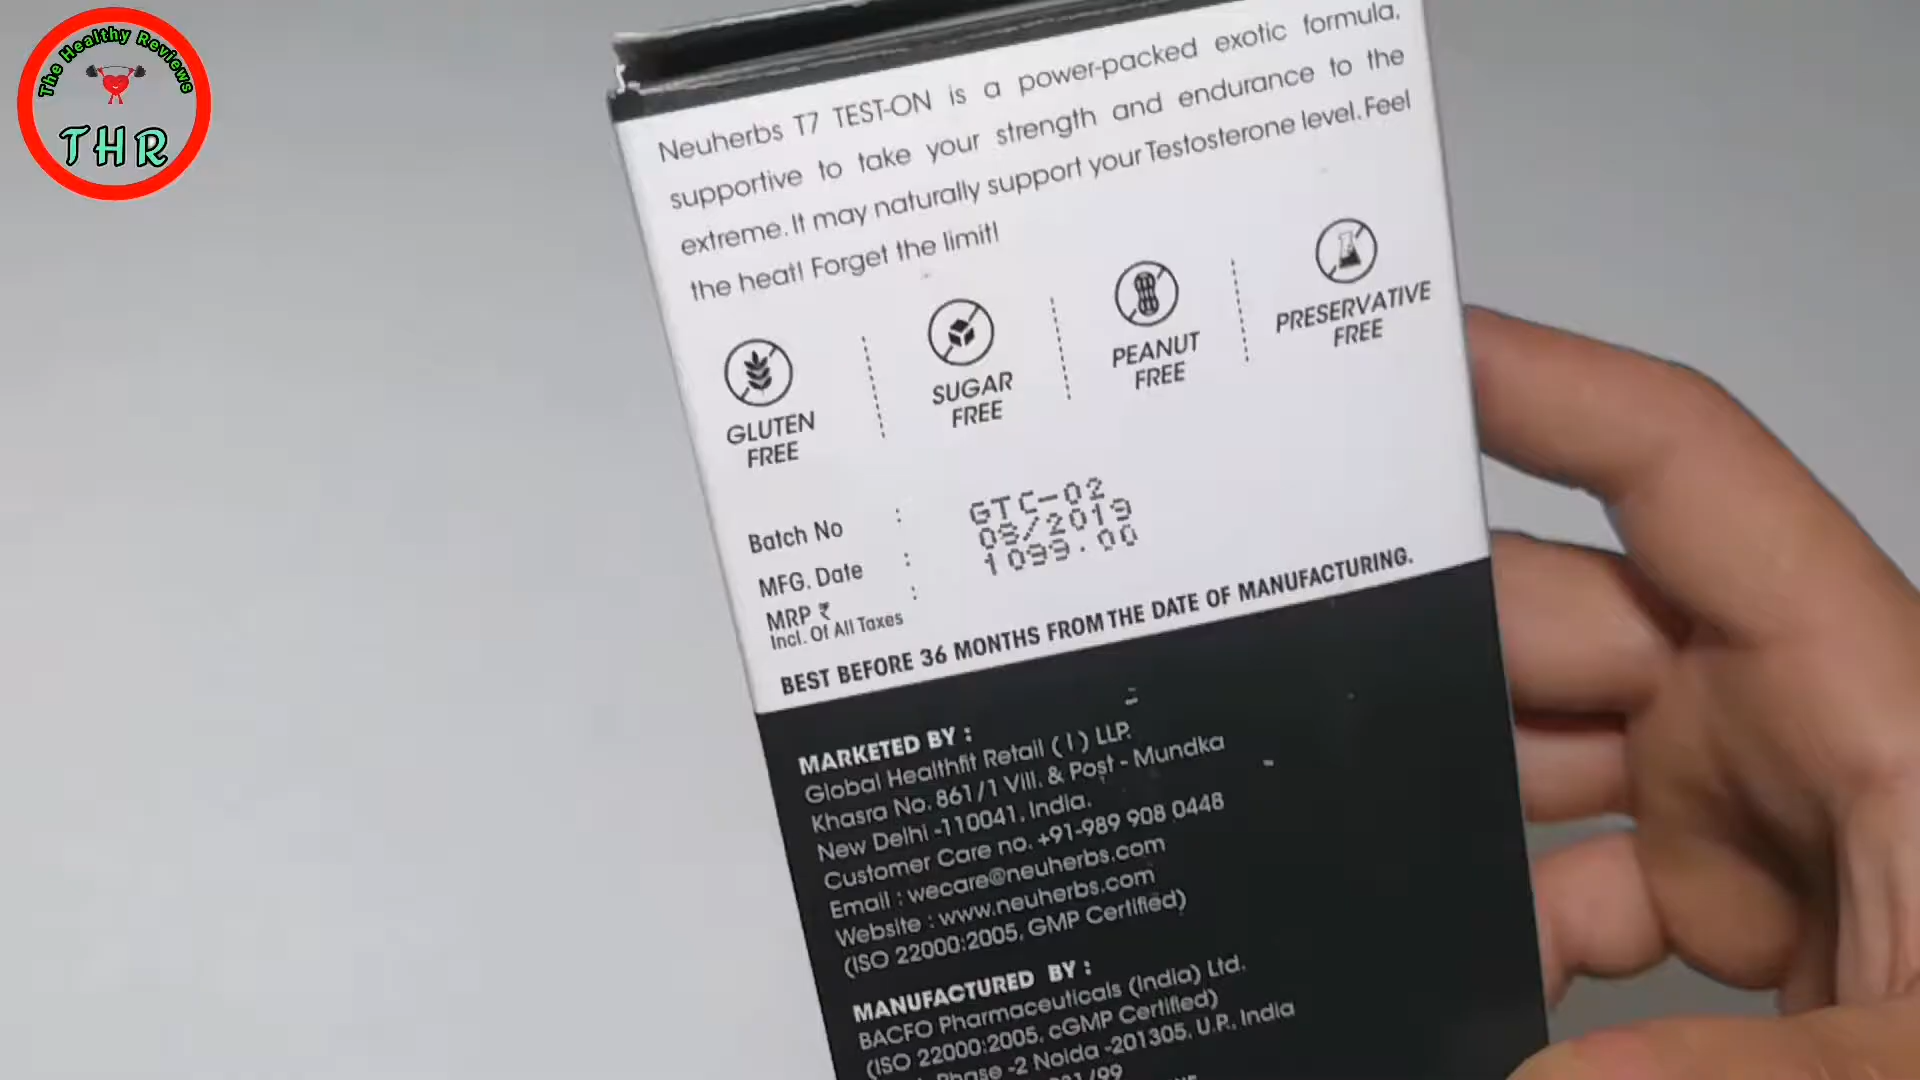 The Healthy Reviews
THR
Neuherbs T7 TEST-ON is a power-packed exotic formula,
supportive to take your strength and endurance to the
extreme. It may naturally support your Testosterone level. Feel
the heat! Forget the limit!
GLUTEN
FREE
SUGAR
FREE
PEANUT
FREE
PRESERVATIVE
FREE
Batch No : GTC-02
MFG. Date : 08/2019
MRP ₹ : 1099.00
Incl. Of All Taxes
BEST BEFORE 36 MONTHS FROM THE DATE OF MANUFACTURING.
MARKETED BY :
Global Healthfit Retail ( I ) LLP.
Khasra No. 861/1 Vill. & Post - Mundka
New Delhi -110041, India.
Customer Care no. +91-989 908 0448
Email : wecare@neuherbs.com
Website : www.neuherbs.com
(ISO 22000:2005, GMP Certified)
MANUFACTURED BY :
BACFO Pharmaceuticals (India) Ltd.
(ISO 22000:2005, cGMP Certified)
Phase -2 Noida -201305, U.P., India